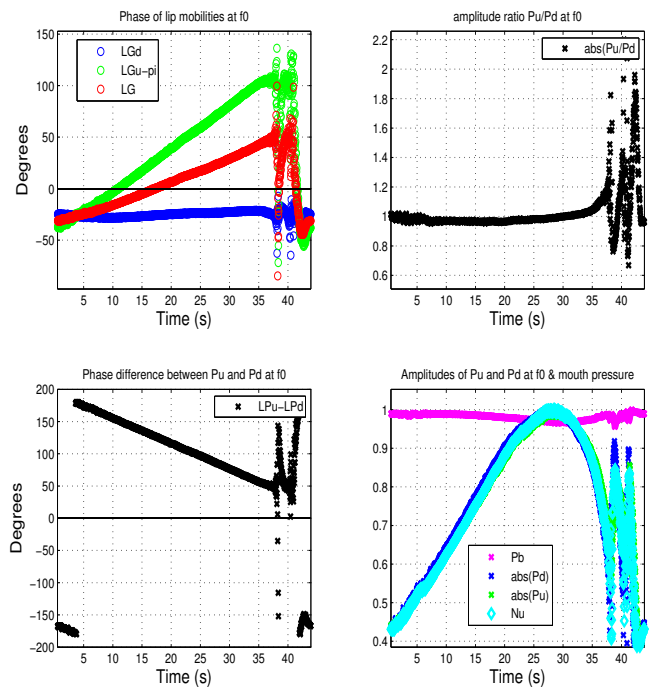 Phase of lip mobilities at f0
150
100
50
0
−50
Degrees
LGd
LGu−pi
LG
5 10 15 20 25 30 35 40
Time (s)
amplitude ratio Pu/Pd at f0
2.2
2
1.8
1.6
1.4
1.2
1.0
0.8
0.6
abs(Pu/Pd
5 10 15 20 25 30 35 40
Time (s)
Phase difference between Pu and Pd at f0
200
150
100
50
0
−50
−100
−150
−200
Degrees
LPu−LPd
5 10 15 20 25 30 35 40
Time (s)
Amplitudes of Pu and Pd at f0 & mouth pressure
1
0.9
0.8
0.7
0.6
0.5
0.4
Pb
abs(Pd)
abs(Pu)
Nu
5 10 15 20 25 30 35 40
Time (s)